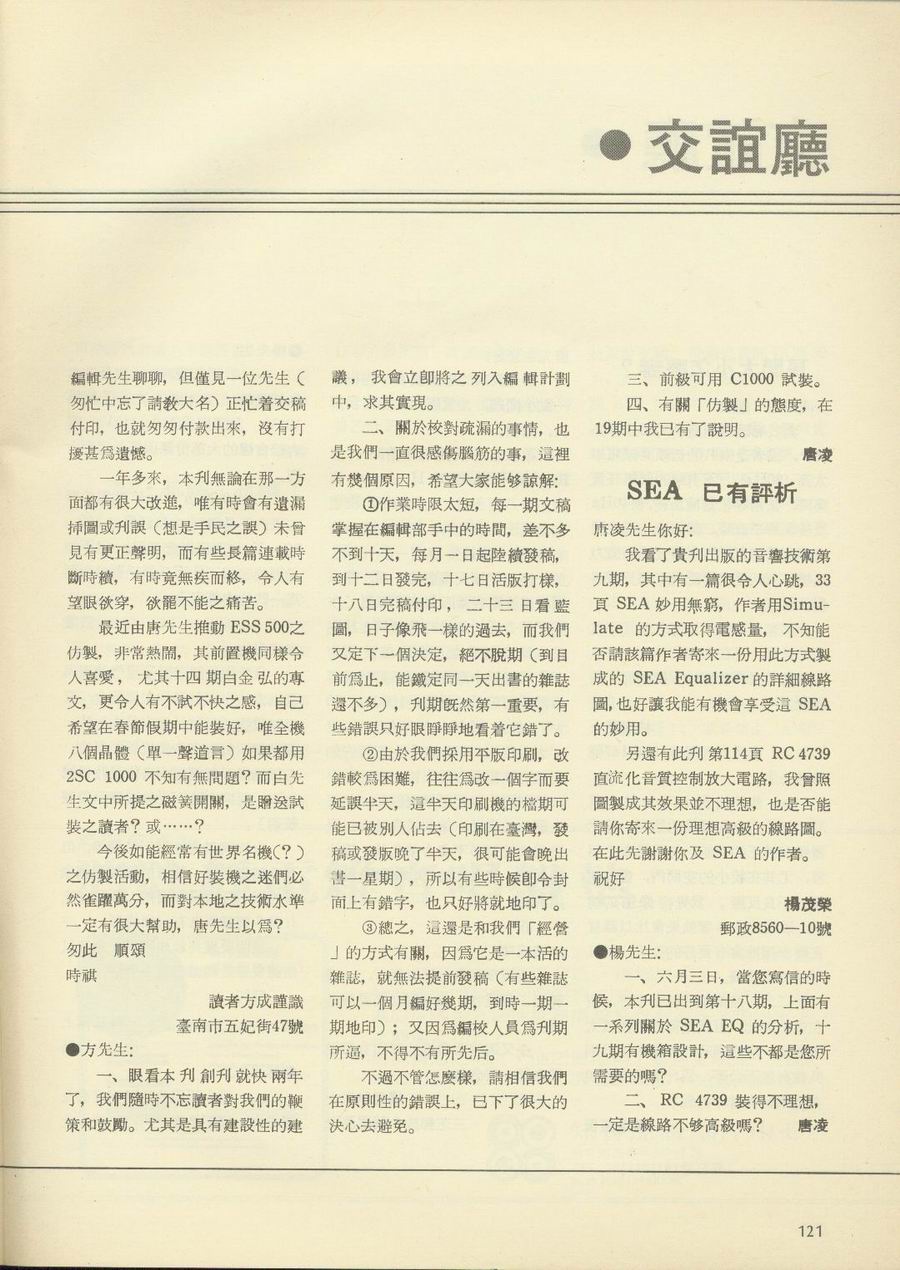 ●交誼廳
編輯先生聊聊，但僅見一位先生（
匆忙中忘了請教大名）正忙着交稿
付印，也就匆匆付款出來，沒有打
擾甚爲遺憾。
一年多來，本刋無論在那一方
面都有很大改進，唯有時會有遺漏
揷圖或刋誤（想是手民之誤）未曾
見有更正聲明，而有些長篇連載時
斷時續，有時竟無疾而終，令人有
望眼欲穿，欲罷不能之痛苦。
最近由唐先生推動 ESS 500之
仿製，非常熱鬧，其前置機同樣令
人喜愛，尤其十四期白金弘的專
文，更令人有不試不快之感，自己
希望在春節假期中能裝好，唯全機
八個晶體（單一聲道言）如果都用
2SC 1000 不知有無問題？而白先
生文中所提之磁簧開關，是贈送試
裝之讀者？或……？
今後如能經常有世界名機(？)
之仿製活動，相信好裝機之迷們必
然雀躍萬分，而對本地之技術水準
一定有很大幫助，唐先生以爲？
匆此　順頌
時祺
讀者方成謹識
臺南市五妃街47號
●方先生:
一、眼看本刋創刋就快兩年
了，我們隨時不忘讀者對我們的鞭
策和鼓勵。尤其是具有建設性的建
議，我會立卽將之列入編輯計劃
中，求其實現。
二、關於校對疏漏的事情，也
是我們一直很感傷腦筋的事，這裡
有幾個原因，希望大家能够諒解:
①作業時限太短，每一期文稿
掌握在編輯部手中的時間，差不多
不到十天，每月一日起陸續發稿，
到十二日發完，十七日活版打樣，
十八日完稿付印，二十三日看藍
圖，日子像飛一樣的過去，而我們
又定下一個決定，絕不脫期（到目
前爲止，能鐵定同一天出書的雜誌
還不多），刋期旣然第一重要，有
些錯誤只好眼睜睜地看着它錯了。
②由於我們採用平版印刷，改
錯較爲困難，往往爲改一個字而要
延誤半天，這半天印刷機的檔期可
能已被別人佔去（印刷在臺灣，發
稿或發版晚了半天，很可能會晚出
書一星期），所以有些時候卽令封
面上有錯字，也只好將就地印了。
③總之，這還是和我們「經營
」的方式有關，因爲它是一本活的
雜誌，就無法提前發稿（有些雜誌
可以一個月編好幾期，到時一期一
期地印）；又因爲編校人員爲刋期
所逼，不得不有所先后。
不過不管怎麼樣，請相信我們
在原則性的錯誤上，已下了很大的
決心去避免。
三、前級可用 C1000 試裝。
四、有關「仿製」的態度，在
19期中我已有了說明。
唐凌
SEA 已有評析
唐凌先生你好:
我看了貴刋出版的音響技術第
九期，其中有一篇很令人心跳，33
頁 SEA 妙用無窮，作者用Simu-
late 的方式取得電感量，不知能
否請該篇作者寄來一份用此方式製
成的 SEA Equalizer 的詳細線路
圖，也好讓我能有機會享受這 SEA
的妙用。
另還有此刋第114頁 RC 4739
直流化音質控制放大電路，我曾照
圖製成其效果並不理想，也是否能
請你寄來一份理想高級的線路圖。
在此先謝謝你及 SEA 的作者。
祝好
楊茂榮
郵政8560—10號
●楊先生:
一、六月三日，當您寫信的時
侯，本刋已出到第十八期，上面有
一系列關於 SEA EQ 的分析，十
九期有機箱設計，這些不都是您所
需要的嗎？
二、RC 4739 裝得不理想，
一定是線路不够高級嗎？　唐凌
121